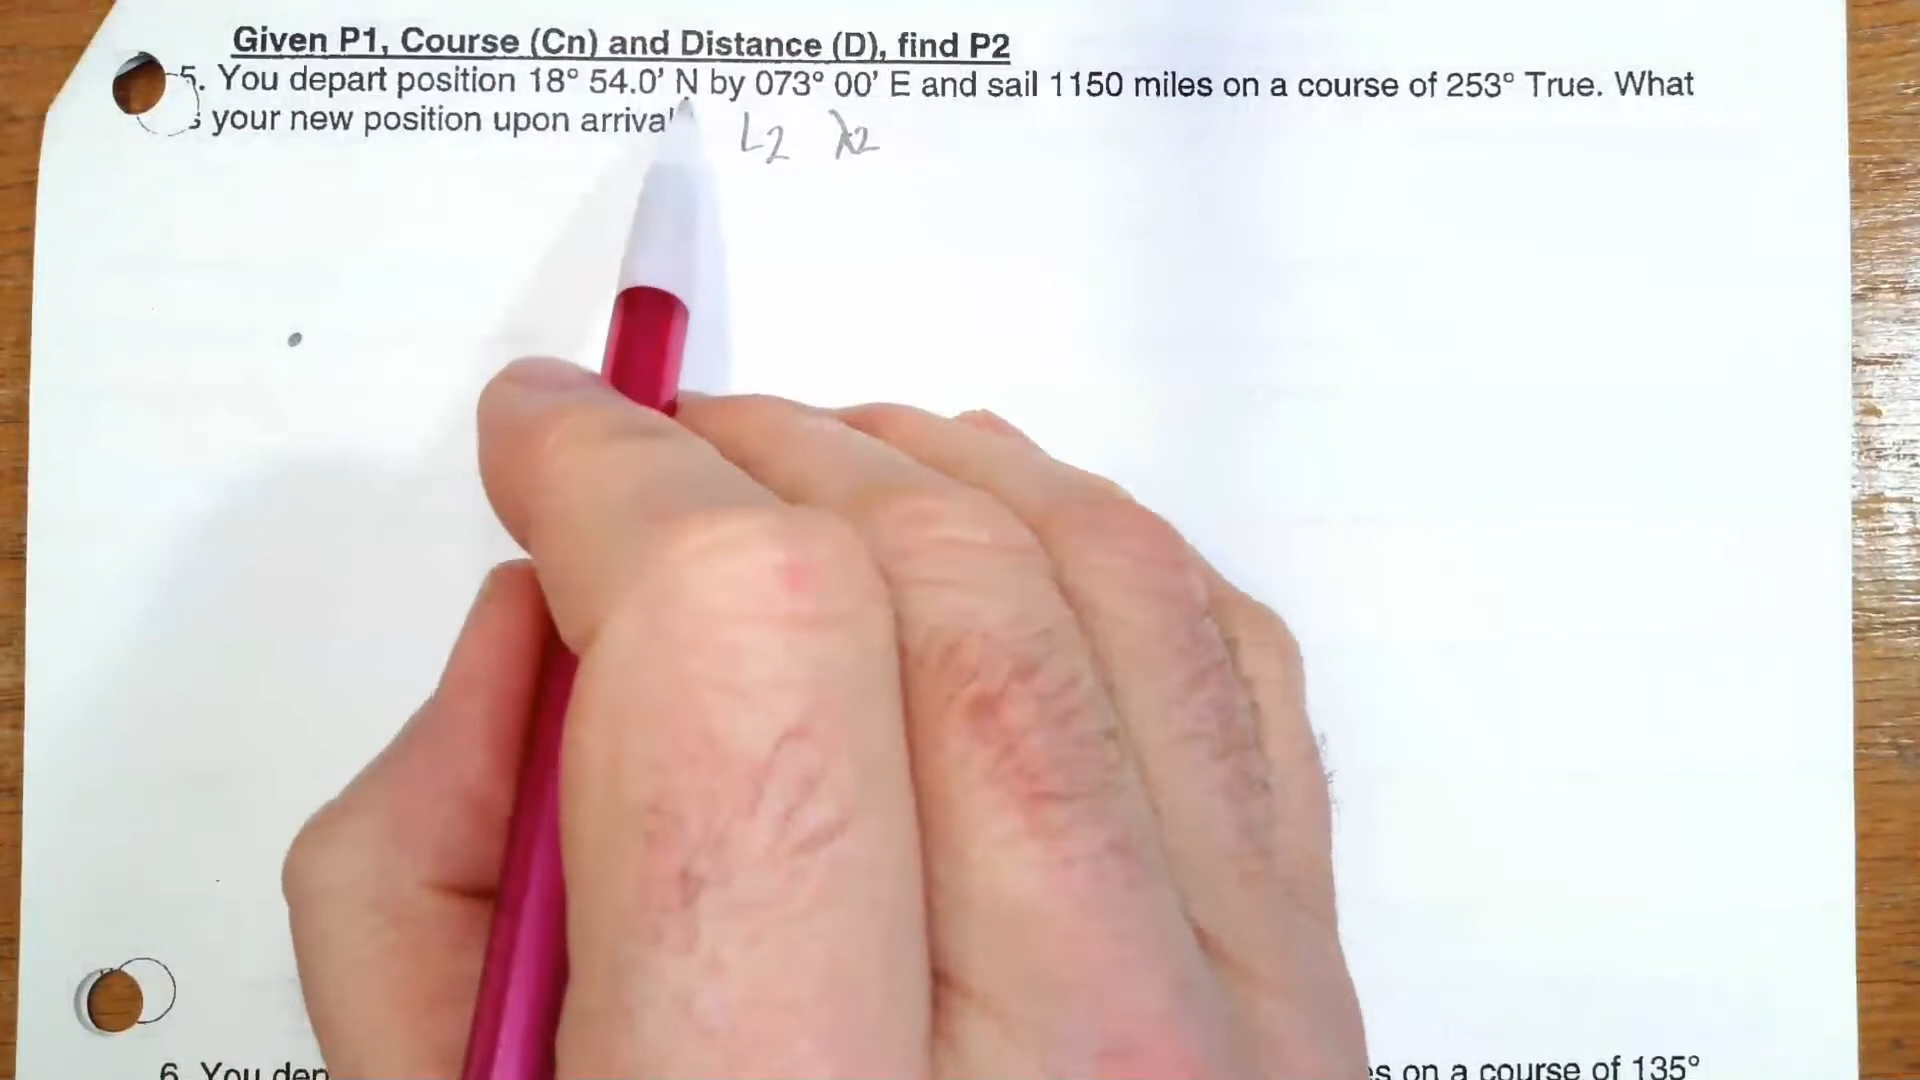 Given P1, Course (Cn) and Distance (D), find P2
5. You depart position 18° 54.0' N by 073° 00' E and sail 1150 miles on a course of 253° True. What
your new position upon L2 λ2
6. You on a course of 135°